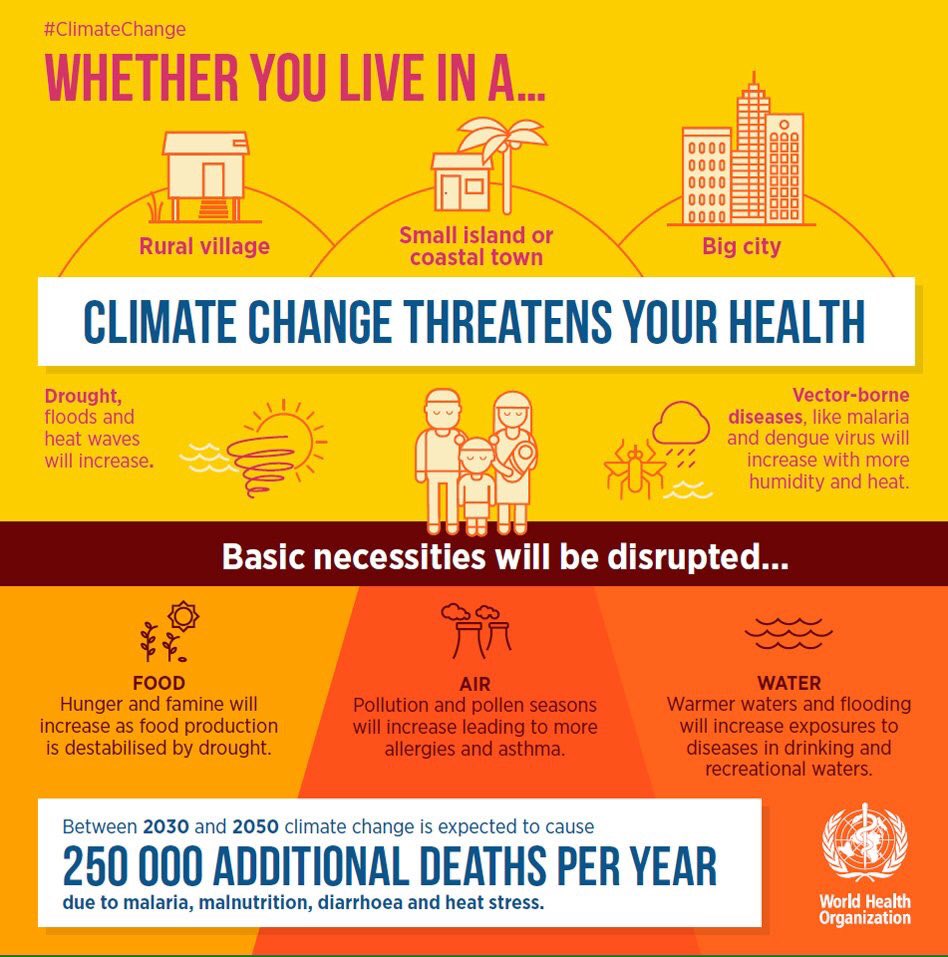 #ClimateChange
WHETHER YOU LIVE IN A...
Rural village
Small island or
coastal town
Big city
CLIMATE CHANGE THREATENS YOUR HEALTH
Drought,
floods and
heat waves
will increase.
Vector-borne
diseases, like malaria
and dengue virus will
increase with more
humidity and heat.
Basic necessities will be disrupted...
FOOD
Hunger and famine will
increase as food production
is destabilised by drought.
AIR
Pollution and pollen seasons
will increase leading to more
allergies and asthma.
WATER
Warmer waters and flooding
will increase exposures to
diseases in drinking and
recreational waters.
Between 2030 and 2050 climate change is expected to cause
250 000 ADDITIONAL DEATHS PER YEAR
due to malaria, malnutrition, diarrhoea and heat stress.
World Health
Organization